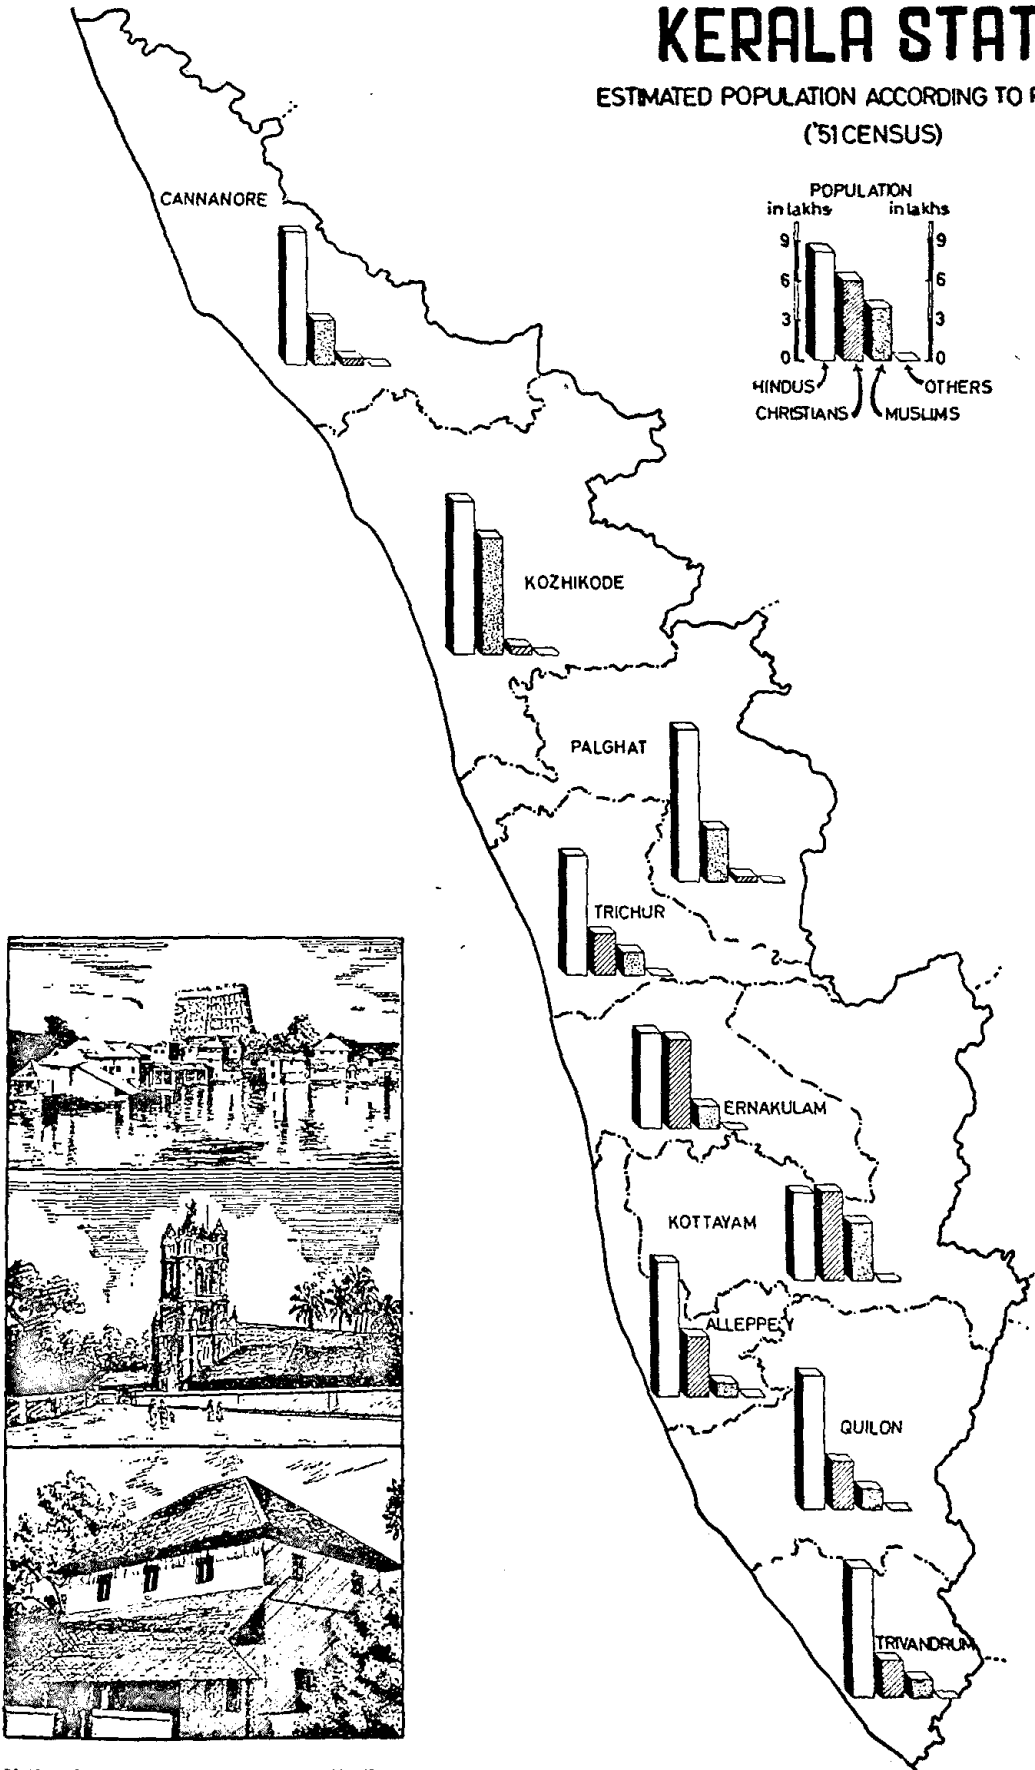 KERALA STAT
ESTIMATED POPULATION ACCORDING TO
('51 CENSUS)
POPULATION
in lakhs in lakhs
9 9
6 6
3 3
0 0
HINDUS OTHERS
CHRISTIANS MUSLIMS
CANNANORE
KOZHIKODE
PALGHAT
TRICHUR
ERNAKULAM
KOTTAYAM
ALLEPPEY
QUILON
TRIVANDRUM